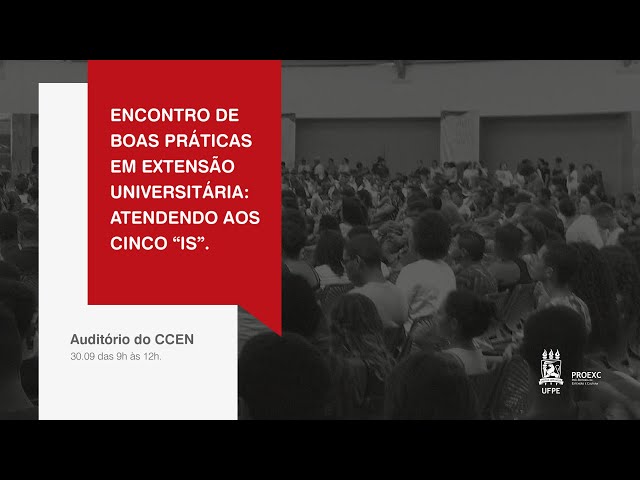 ENCONTRO DE
BOAS PRÁTICAS
EM EXTENSÃO
UNIVERSITÁRIA:
ATENDENDO AOS
CINCO “IS”.
Auditório do CCEN
30.09 das 9h às 12h.
UFPE
PROEXC